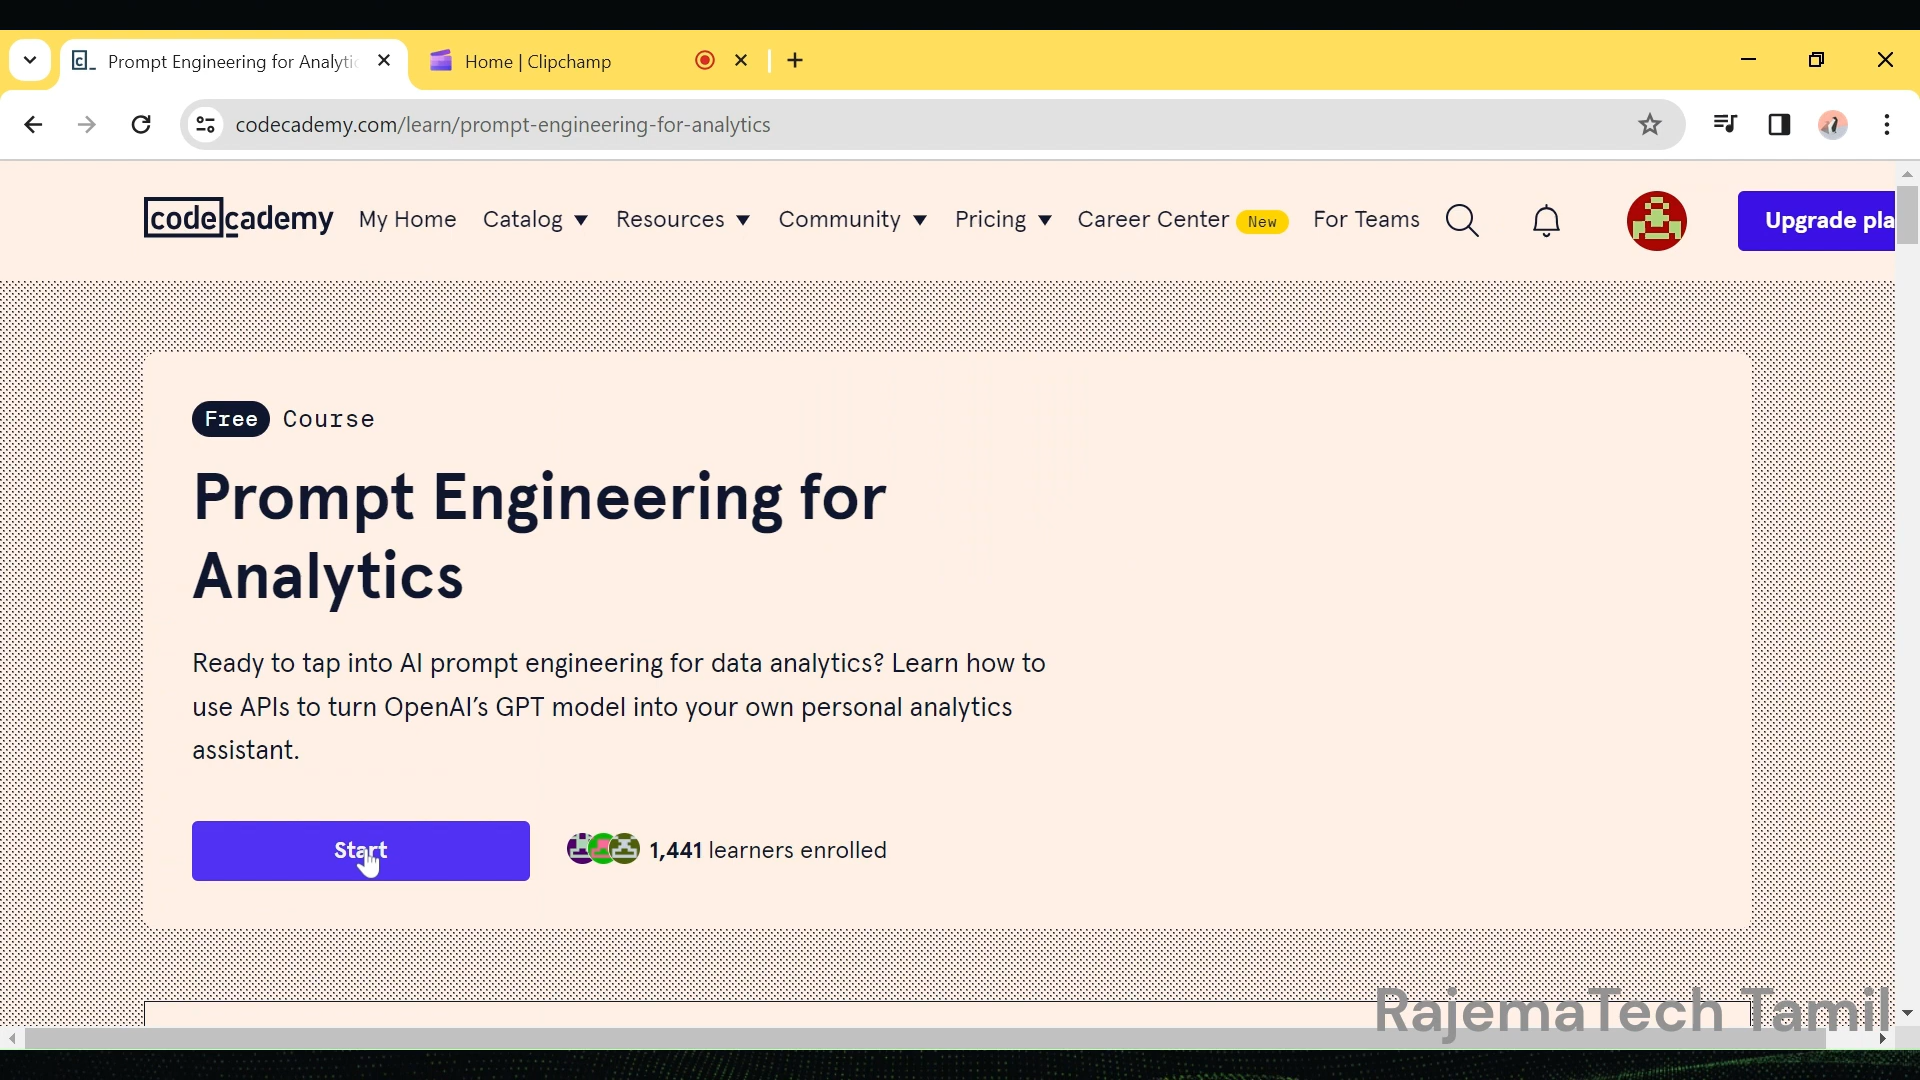 Prompt Engineering for Analytic
Home | Clipchamp
codecademy.com/learn/prompt-engineering-for-analytics
codecademy
My Home
Catalog
Resources
Community
Pricing
Career Center
New
For Teams
Upgrade pla
Free
Course
Prompt Engineering for
Analytics
Ready to tap into AI prompt engineering for data analytics? Learn how to
use APIs to turn OpenAI’s GPT model into your own personal analytics
assistant.
Start
1,441 learners enrolled
RajemaTech Tamil